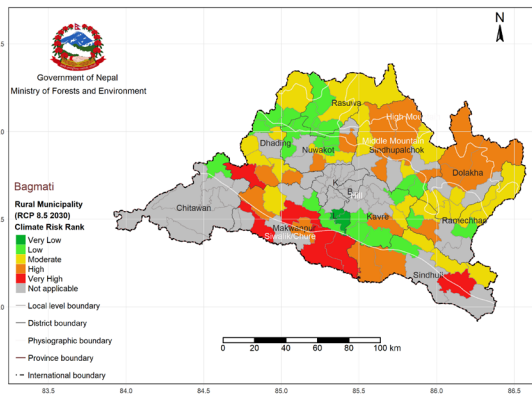 N
Government of Nepal
Ministry of Forests and Environment
Rasuwa
High Mou
Middle Mountain
Sindhupalchok
Dhading
Nuwakot
Dolakha
Bagmati
Rural Municipality
(RCP 8.5 2030)
Climate Risk Rank
Very Low
Low
Moderate
High
Very High
Not applicable
Local level boundary
District boundary
Physiographic boundary
Province boundary
International boundary
Chitawan
K
B
Hill
L
Kavre
Ramechhap
Makwanpur
Siwalik/Chure
Sindhuli
0 20 40 60 80 100 km
83.5 84.0 84.5 85.0 85.5 86.0 86.5